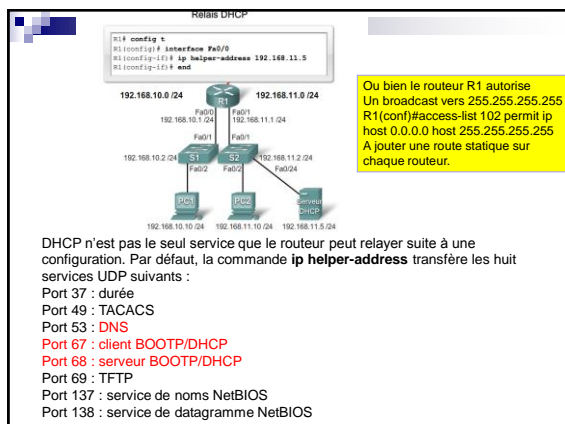 Relais DHCP
R1# config t
R1(config)# interface Fa0/0
R1(config-if)# ip helper-address 192.168.11.5
R1(config-if)# end
192.168.10.0 /24
192.168.11.0 /24
R1
Fa0/0
Fa0/1
192.168.10.1 /24
192.168.11.1 /24
Fa0/1
Fa0/1
192.168.10.2 /24
S1
S2
192.168.11.2 /24
Fa0/2
Fa0/2
Fa0/24
PC1
PC2
Serveur
DHCP
192.168.10.10 /24
192.168.11.10 /24
192.168.11.5 /24
Ou bien le routeur R1 autorise
Un broadcast vers 255.255.255.255
R1(conf)#access-list 102 permit ip
host 0.0.0.0 host 255.255.255.255
A jouter une route statique sur
chaque routeur.
DHCP n'est pas le seul service que le routeur peut relayer suite à une
configuration. Par défaut, la commande ip helper-address transfère les huit
services UDP suivants :
Port 37 : durée
Port 49 : TACACS
Port 53 : DNS
Port 67 : client BOOTP/DHCP
Port 68 : serveur BOOTP/DHCP
Port 69 : TFTP
Port 137 : service de noms NetBIOS
Port 138 : service de datagramme NetBIOS